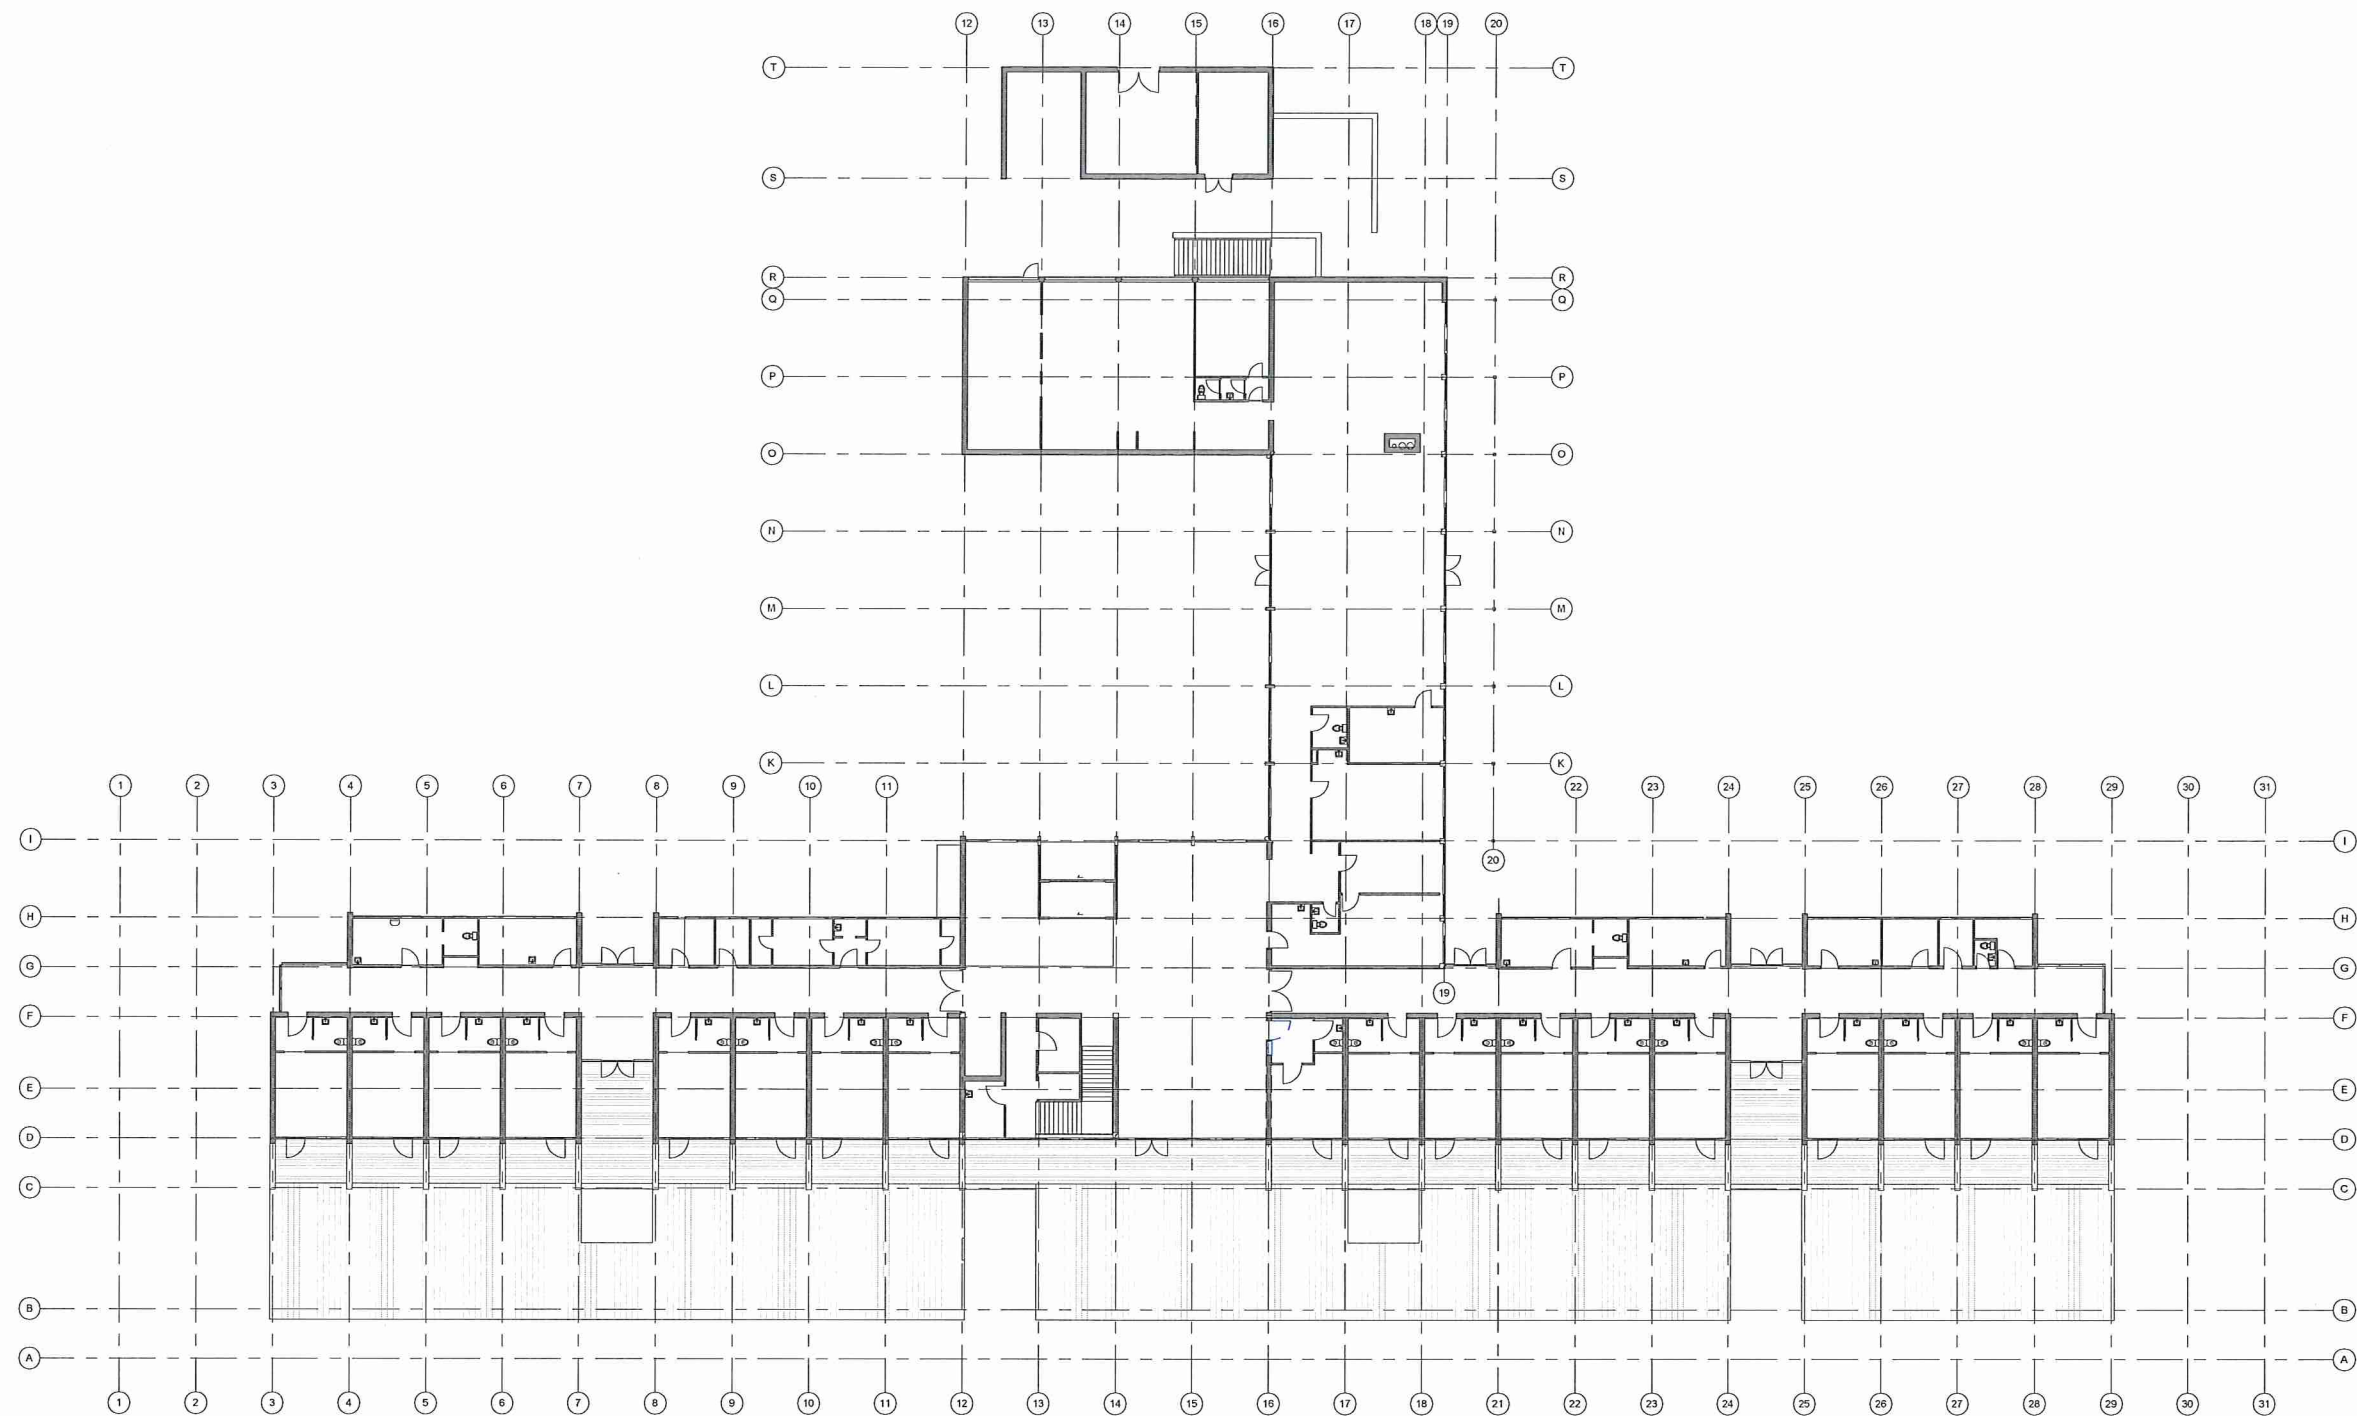 12 13 14 15 16 17 18 19 20
T T
S S
R R
Q Q
P P
O O
N N
M M
L L
K K
1 2 3 4 5 6 7 8 9 10 11 22 23 24 25 26 27 28 29 30 31
I I
20
H H
G G
19
F F
E E
D D
C C
B B
A A
1 2 3 4 5 6 7 8 9 10 11 12 13 14 15 16 17 18 21 22 23 24 25 26 27 28 29 30 31